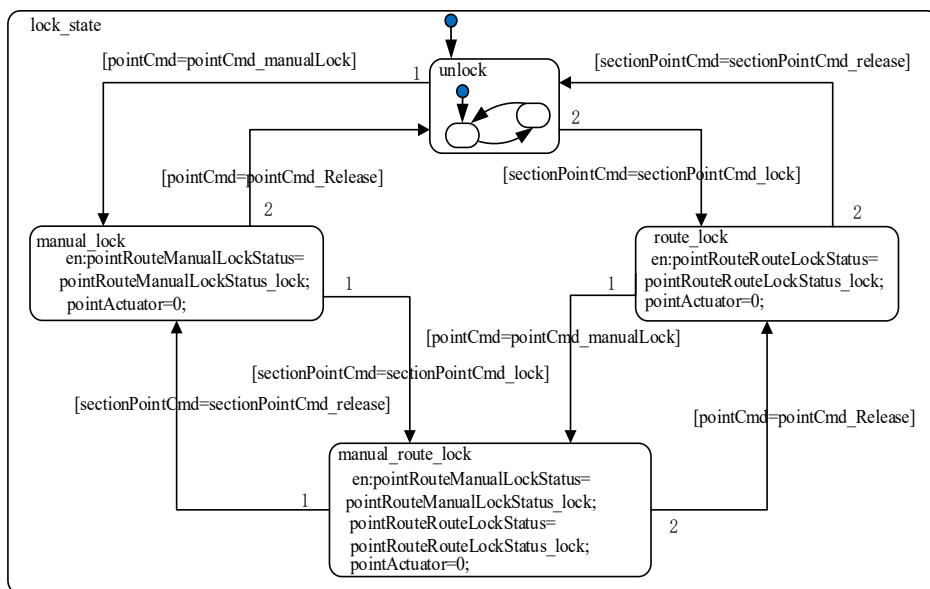 lock_state
[pointCmd=pointCmd_manualLock]
1
unlock
[sectionPointCmd=sectionPointCmd_release]
2
[sectionPointCmd=sectionPointCmd_lock]
[pointCmd=pointCmd_Release]
2
2
manual_lock
en:pointRouteManualLockStatus=
pointRouteManualLockStatus_lock;
pointActuator=0;
route_lock
en:pointRouteRouteLockStatus=
pointRouteRouteLockStatus_lock;
pointActuator=0;
1
1
[pointCmd=pointCmd_manualLock]
[sectionPointCmd=sectionPointCmd_lock]
[sectionPointCmd=sectionPointCmd_release]
[pointCmd=pointCmd_Release]
manual_route_lock
en:pointRouteManualLockStatus=
pointRouteManualLockStatus_lock;
pointRouteRouteLockStatus=
pointRouteRouteLockStatus_lock;
pointActuator=0;
1
2